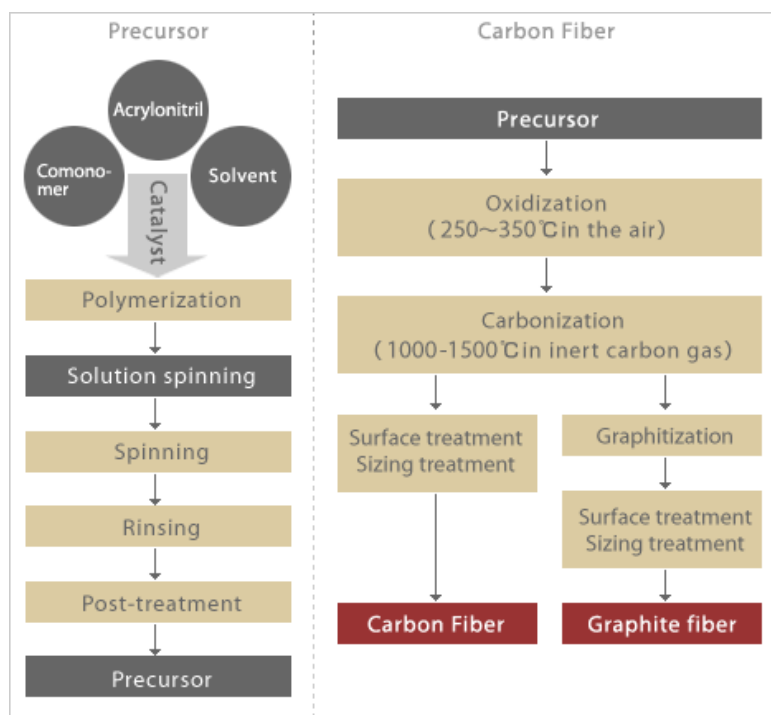 Precursor
Acrylonitril
Comono-
mer
Solvent
Catalyst
Polymerization
Solution spinning
Spinning
Rinsing
Post-treatment
Precursor
Carbon Fiber
Precursor
Oxidization
(250～350℃in the air)
Carbonization
(1000-1500℃in inert carbon gas)
Surface treatment
Sizing treatment
Carbon Fiber
Graphitization
Surface treatment
Sizing treatment
Graphite fiber